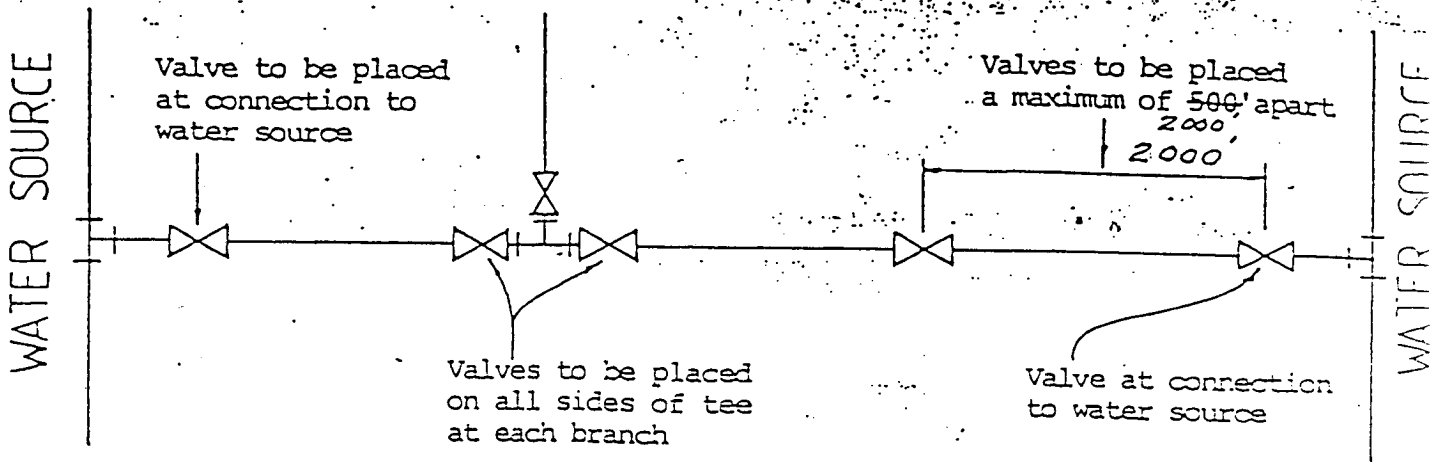 WATER SOURCE
Valve to be placed
at connection to
water source
Valves to be placed
a maximum of 500' apart
2000'
2000'
Valves to be placed
on all sides of tee
at each branch
Valve at connection
to water source
WATER SOURCE